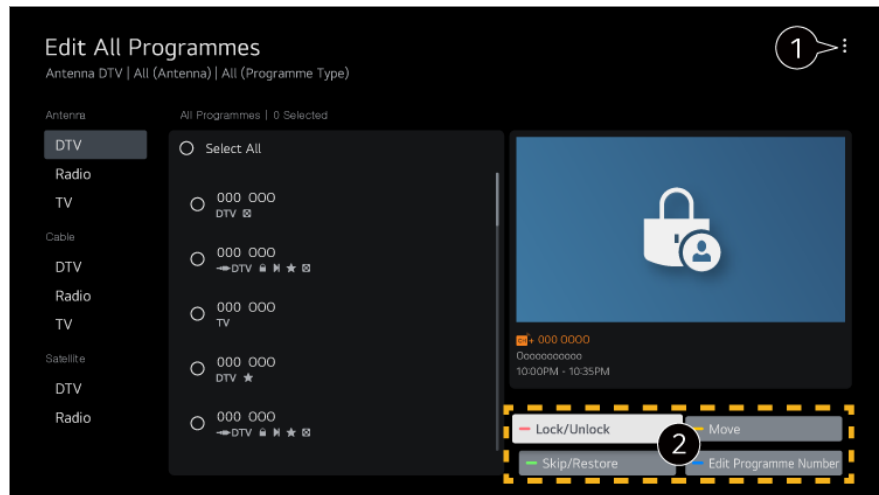 Edit All Programmes
Antenna DTV | All (Antenna) | All (Programme Type)
1
Antenna
DTV
Radio
TV
Cable
DTV
Radio
TV
Satellite
DTV
Radio
All Programmes | 0 Selected
Select All
000 000
DTV
000 000
DTV
000 000
TV
000 000
DTV
000 000
DTV
+ 000 0000
Ooooooooooo
10:00PM - 10:35PM
Lock/Unlock
Move
2
Skip/Restore
Edit Programme Number